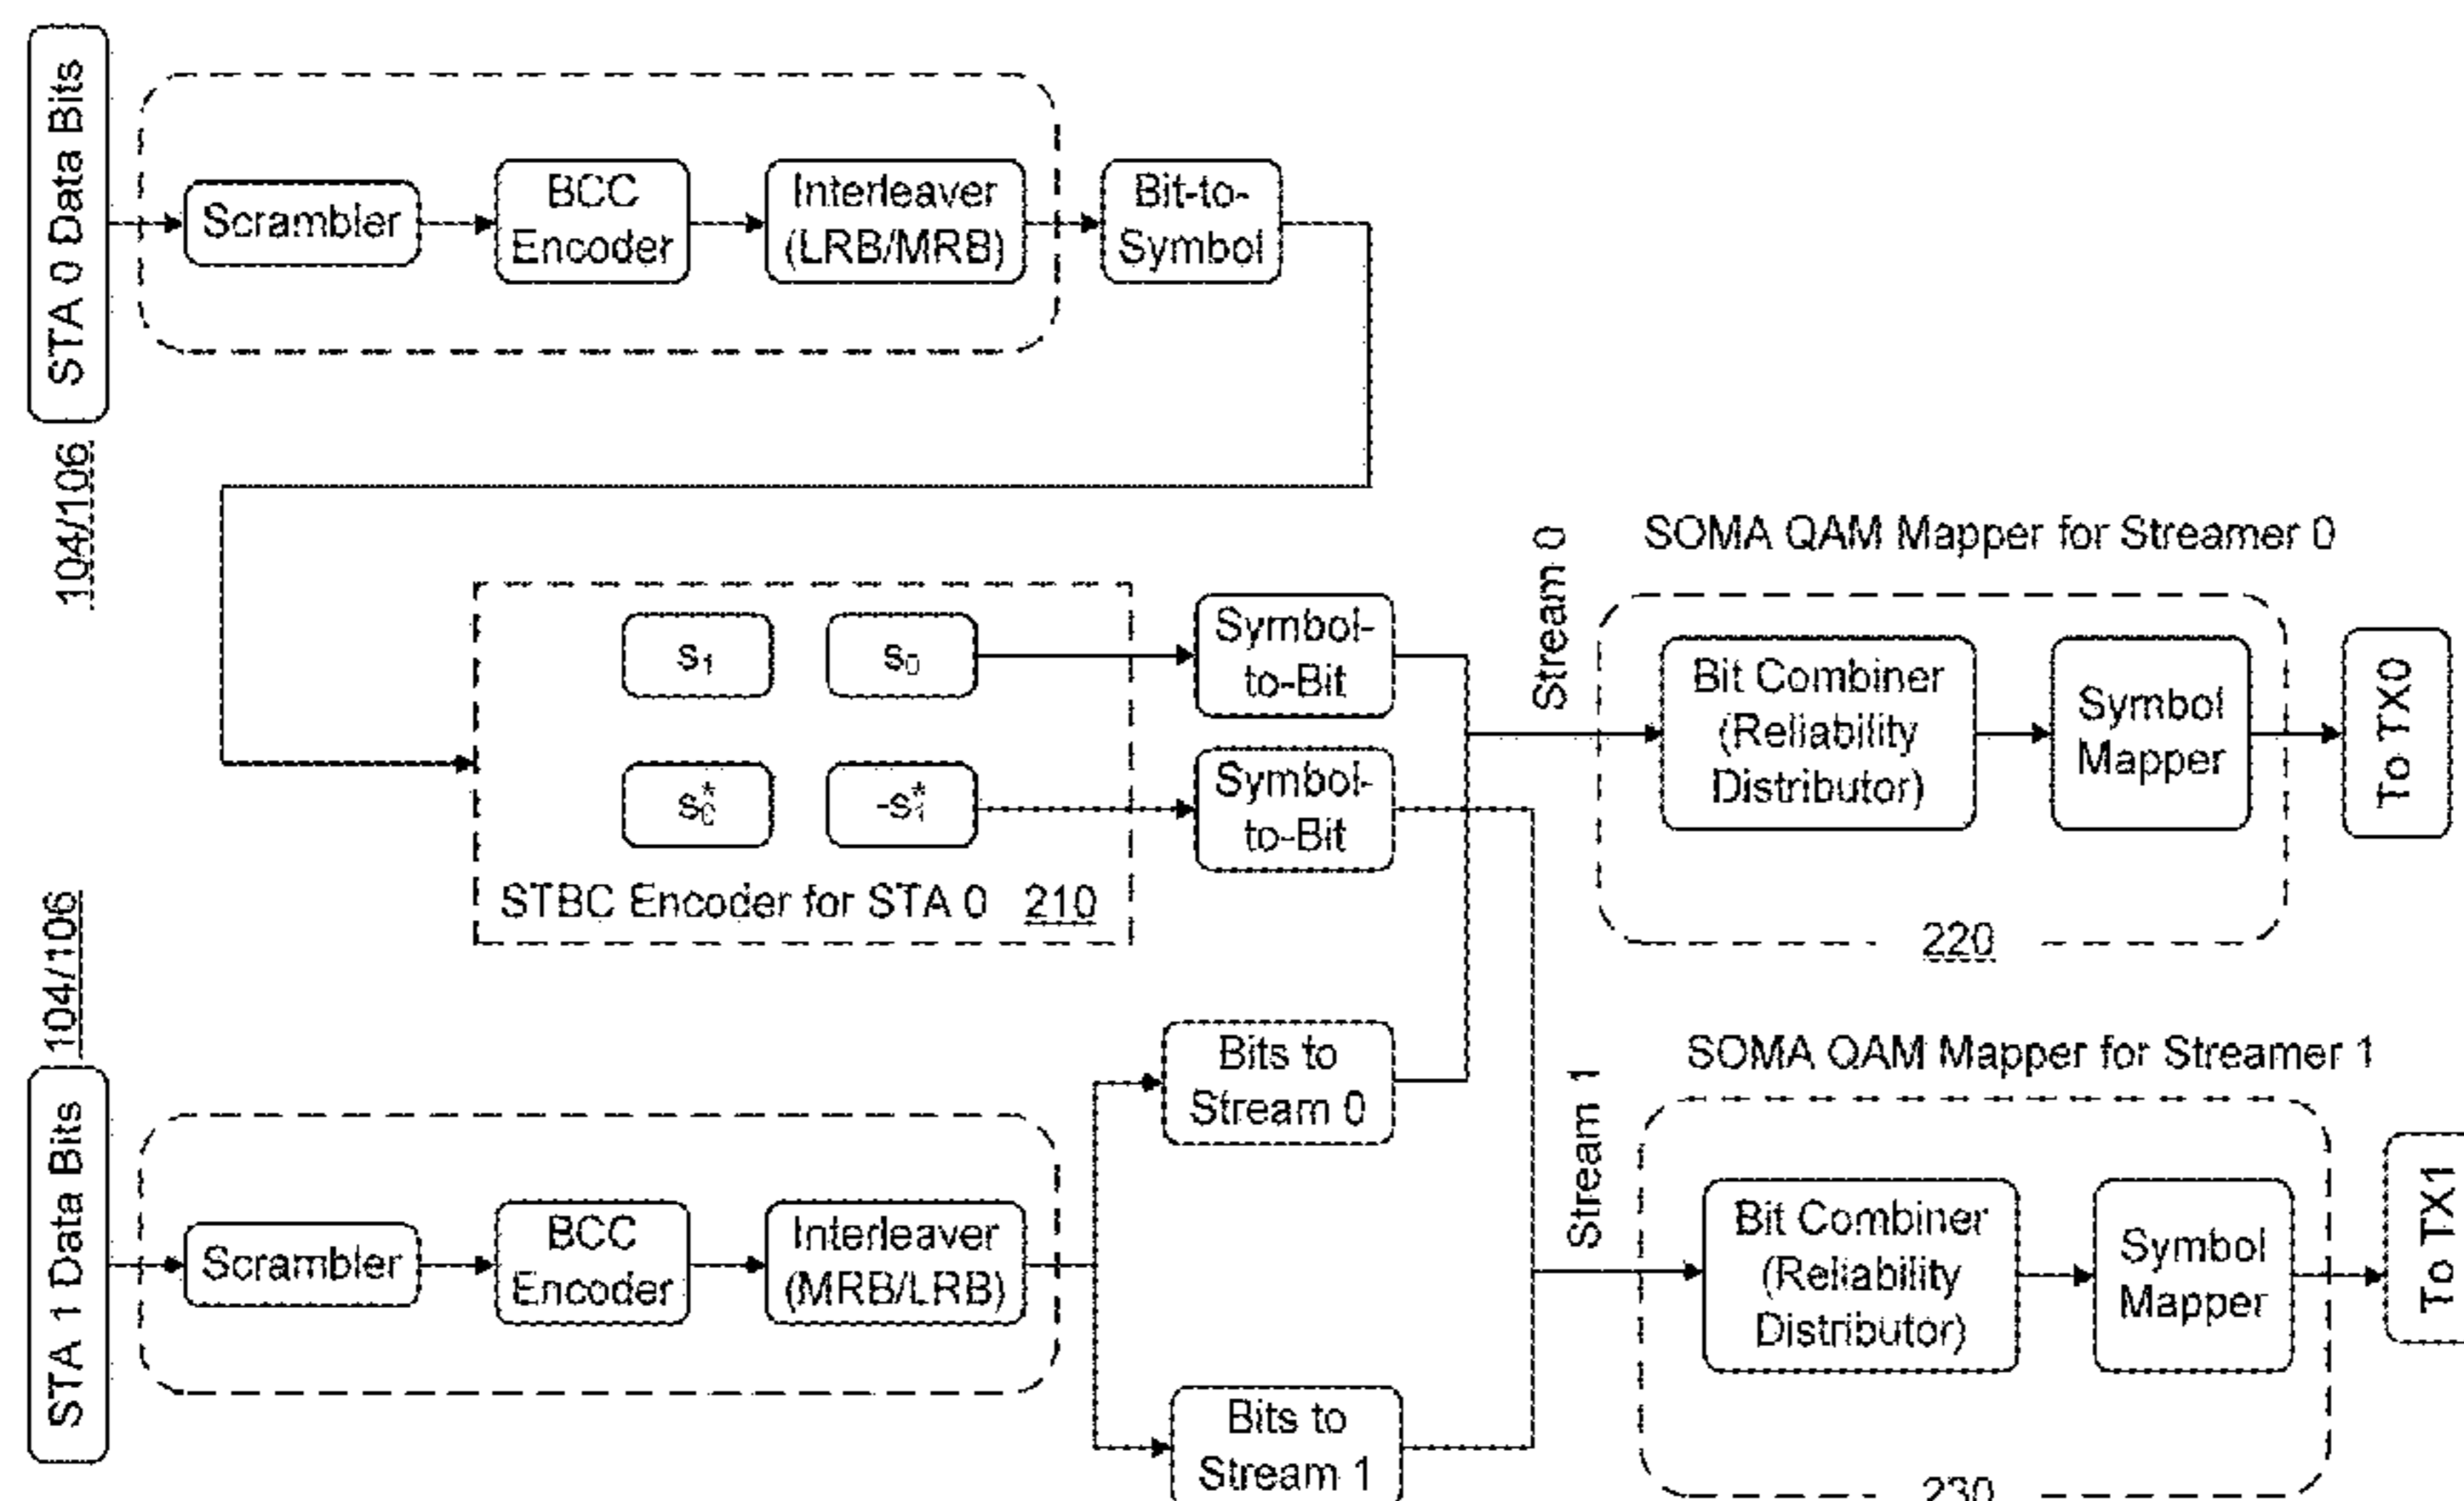 STA 0 Data Bits
104/106
Scrambler
BCC
Encoder
Interleaver
(LRB/MRB)
Bit-to-
Symbol
s₁
s₀
s₀*
-s₁*
STBC Encoder for STA 0 210
Symbol-
to-Bit
Symbol-
to-Bit
Stream 0
SOMA QAM Mapper for Streamer 0
Bit Combiner
(Reliability
Distributor)
Symbol
Mapper
220
To TX0
104/106
STA 1 Data Bits
Scrambler
BCC
Encoder
Interleaver
(MRB/LRB)
Bits to
Stream 0
Bits to
Stream 1
Stream 1
SOMA QAM Mapper for Streamer 1
Bit Combiner
(Reliability
Distributor)
Symbol
Mapper
230
To TX1